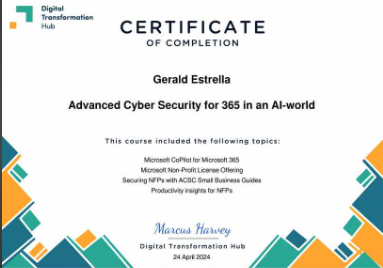 Digital
Transformation
Hub
CERTIFICATE
OF COMPLETION
Gerald Estrella
Advanced Cyber Security for 365 in an AI-world
This course included the following topics:
Microsoft CoPilot for Microsoft 365
Microsoft Non-Profit License Offering
Securing NFPs with ACSC Small Business Guides
Productivity insights for NFPs
Marcus Harvey
Digital Transformation Hub
24 April 2024